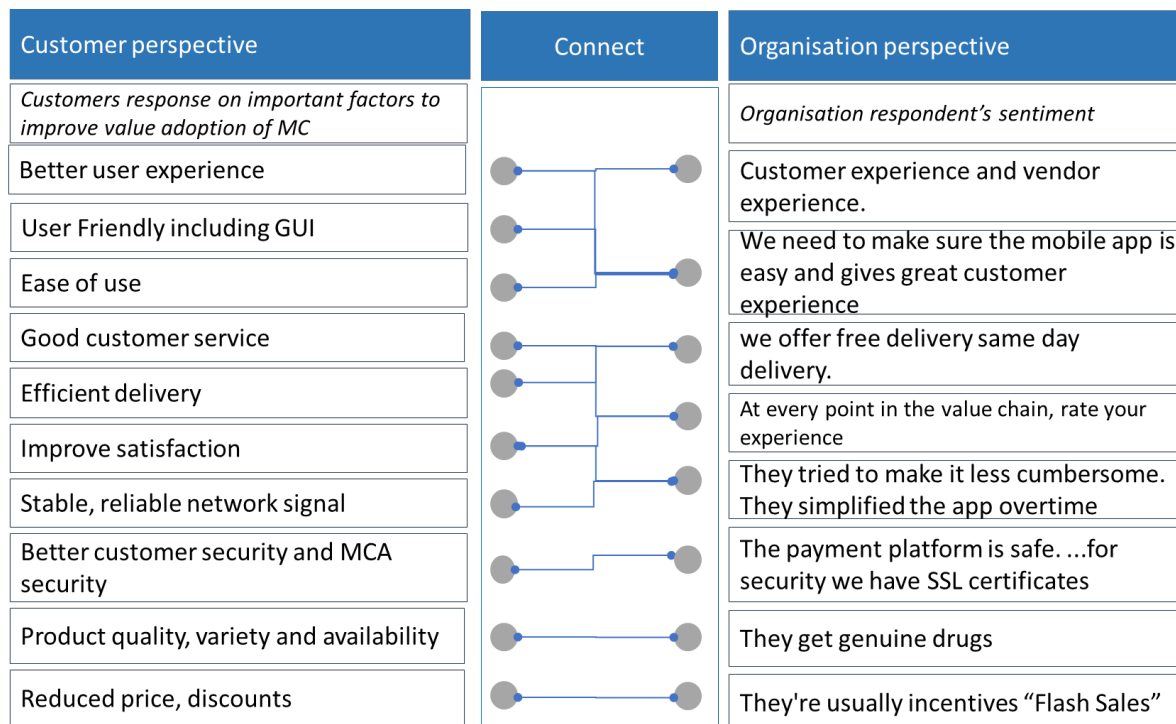 Customer perspective
Connect
Organisation perspective
Customers response on important factors to
improve value adoption of MC
Organisation respondent’s sentiment
Better user experience
Customer experience and vendor
experience.
User Friendly including GUI
We need to make sure the mobile app is
easy and gives great customer
experience
Ease of use
Good customer service
we offer free delivery same day
delivery.
Efficient delivery
At every point in the value chain, rate your
experience
Improve satisfaction
They tried to make it less cumbersome.
They simplified the app overtime
Stable, reliable network signal
Better customer security and MCA
security
The payment platform is safe. ...for
security we have SSL certificates
Product quality, variety and availability
They get genuine drugs
Reduced price, discounts
They're usually incentives “Flash Sales”